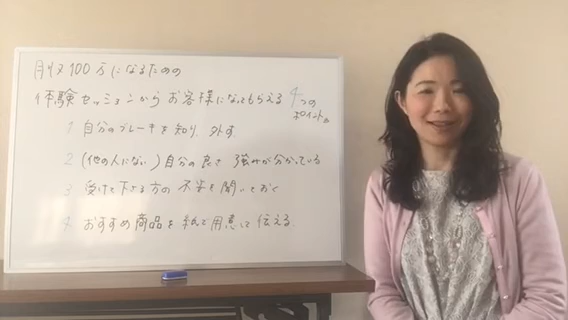 月収100万になるための
体験セッションからお客様になってもらえる4つの
ポイント
1 自分のブレーキを知り、外す
2 (他の人にない)自分の良さ 強みが分かっている
3 受けて下さる方の不安を聞いておく
4 おすすめ商品を紙で用意して伝える